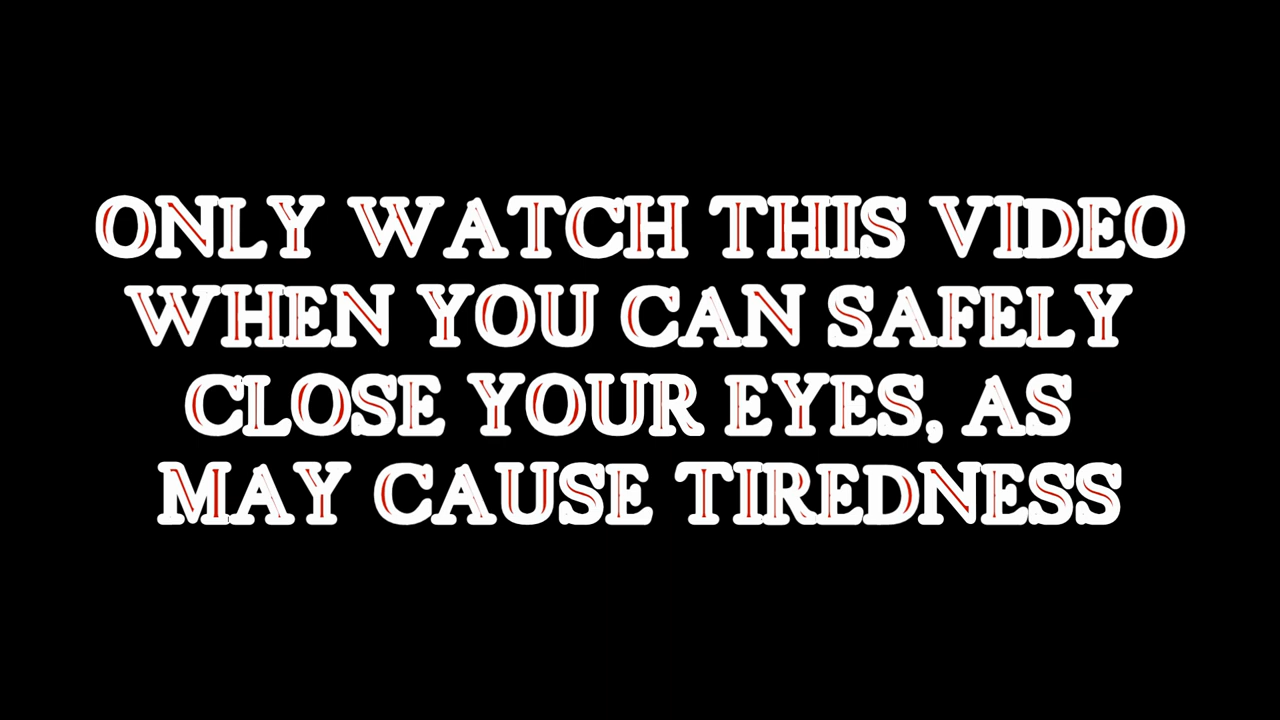 ONLY WATCH THIS VIDEO
WHEN YOU CAN SAFELY
CLOSE YOUR EYES, AS
MAY CAUSE TIREDNESS